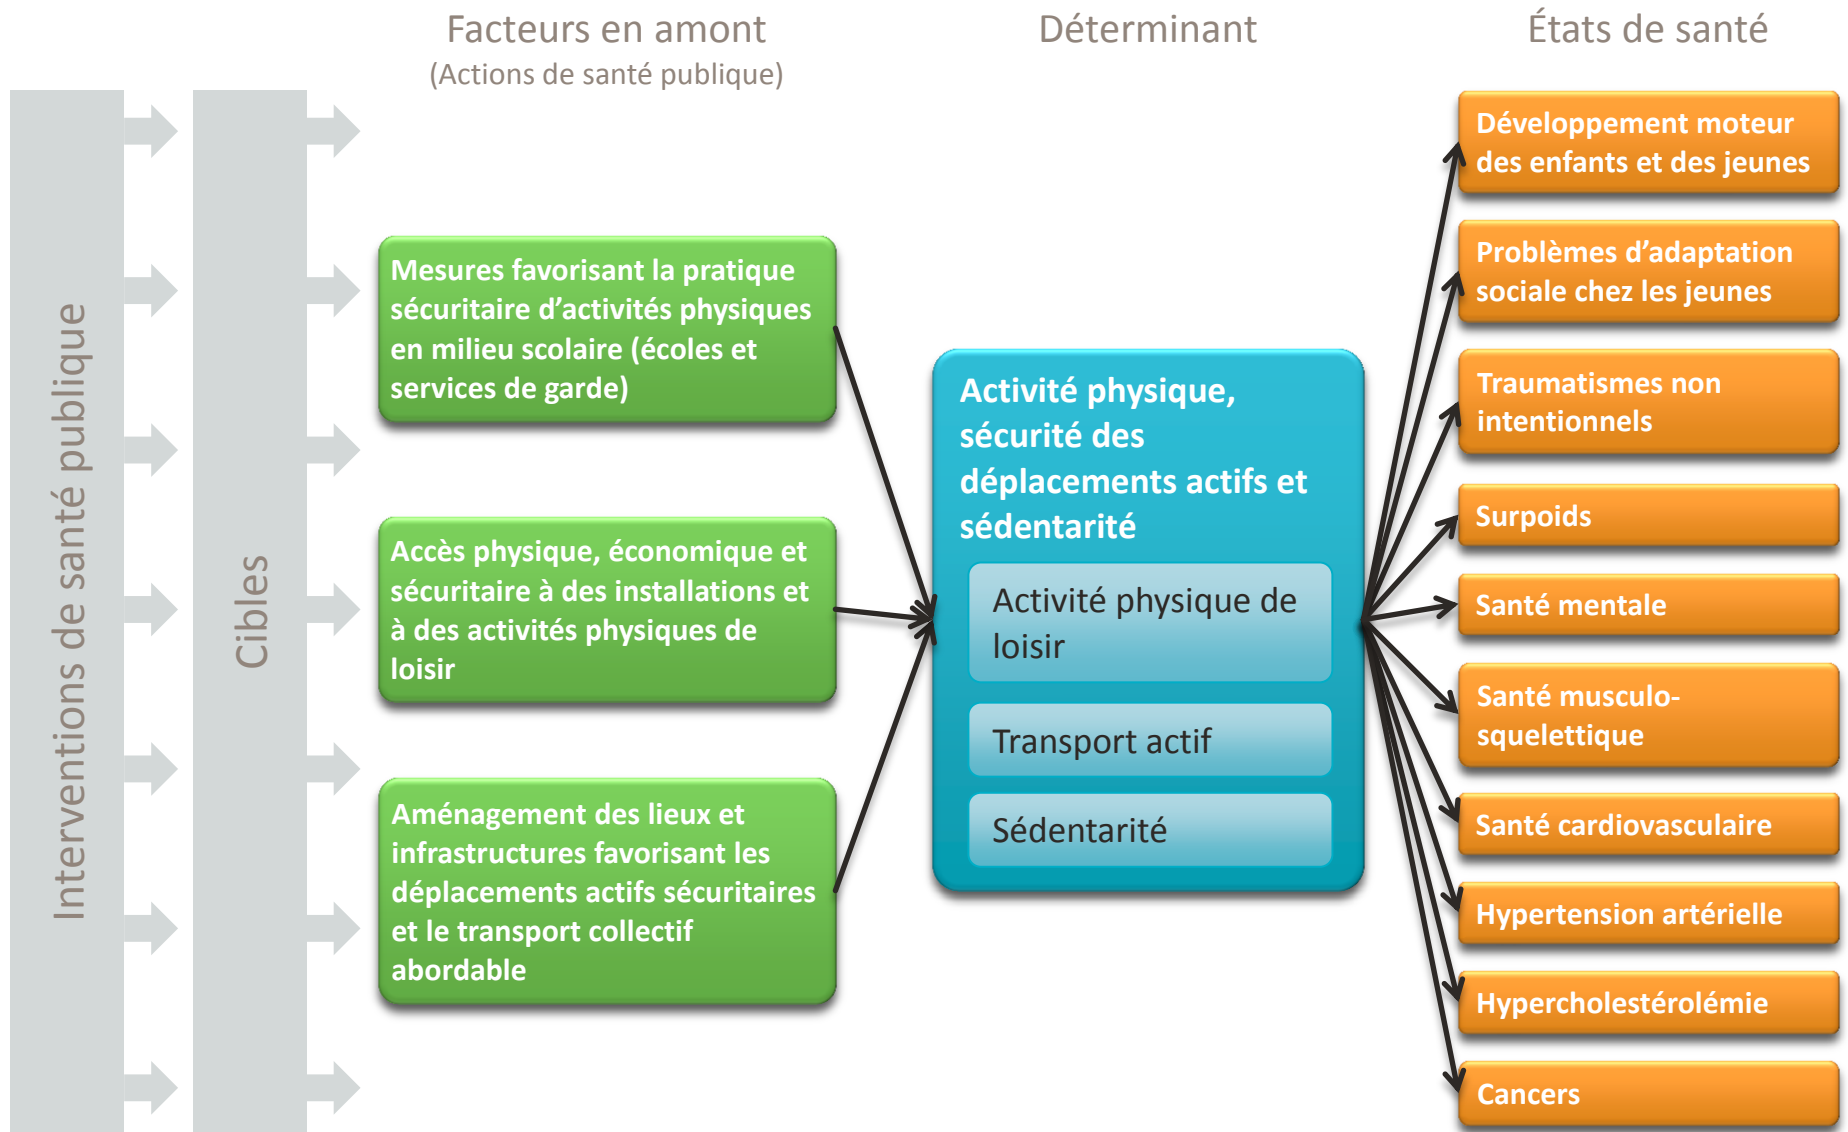 Facteurs en amont
(Actions de santé publique)
Déterminant
États de santé
Interventions de santé publique
Cibles
Mesures favorisant la pratique
sécuritaire d’activités physiques
en milieu scolaire (écoles et
services de garde)
Accès physique, économique et
sécuritaire à des installations et
à des activités physiques de
loisir
Aménagement des lieux et
infrastructures favorisant les
déplacements actifs sécuritaires
et le transport collectif
abordable
Activité physique,
sécurité des
déplacements actifs et
sédentarité
Activité physique de
loisir
Transport actif
Sédentarité
Développement moteur
des enfants et des jeunes
Problèmes d’adaptation
sociale chez les jeunes
Traumatismes non
intentionnels
Surpoids
Santé mentale
Santé musculo-
squelettique
Santé cardiovasculaire
Hypertension artérielle
Hypercholestérolémie
Cancers